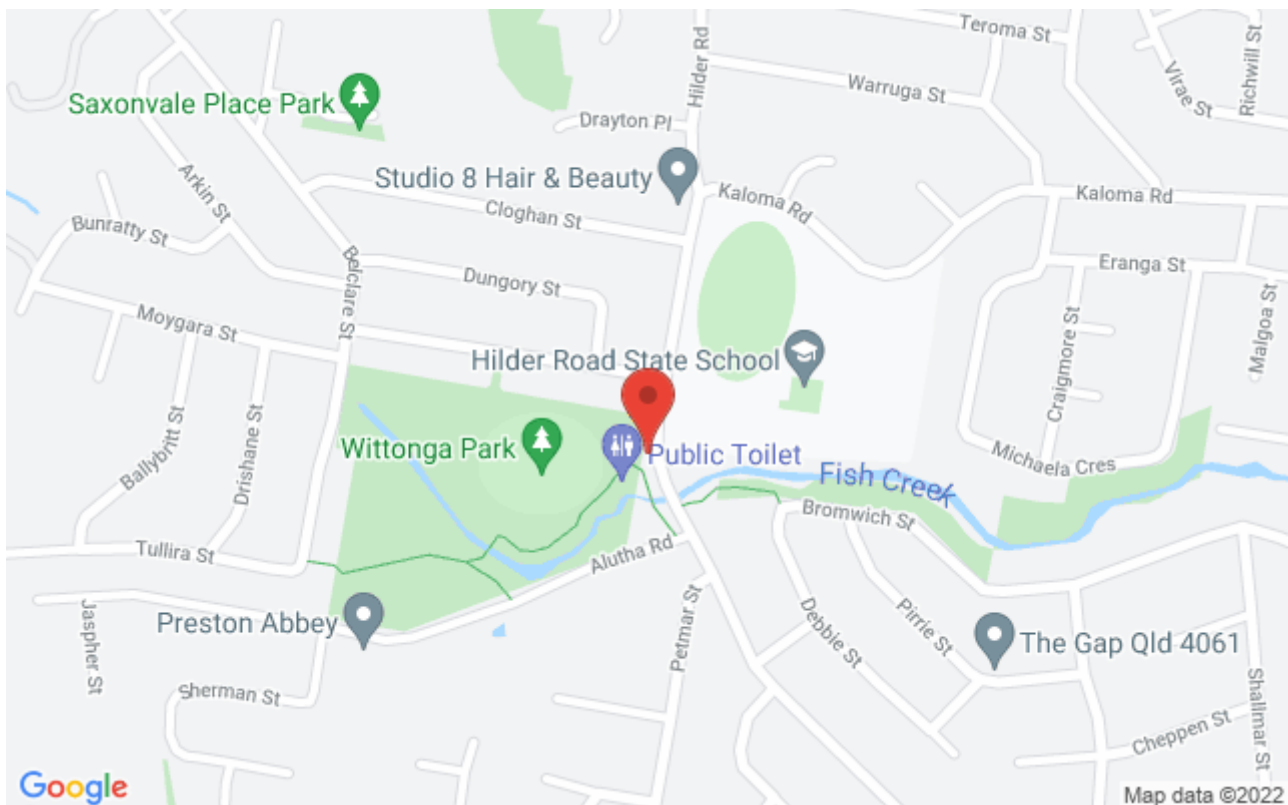 Teroma St
Virae St
Richwill St
Hilder Rd
Warruga St
Saxonvale Place Park
Drayton Pl
Studio 8 Hair & Beauty
Arkin St
Kaloma Rd
Kaloma Rd
Cloghan St
Bunratty St
Belclare St
Dungory St
Eranga St
Moygara St
Craigmore St
Malgoa St
Hilder Road State School
Ballybritt St
Drishane St
Wittonga Park
Public Toilet
Michaela Cres
Fish Creek
Bromwich St
Tullira St
Alutha Rd
Jaspher St
Preston Abbey
Petmar St
Debbie St
Pirrie St
The Gap Qld 4061
Sherman St
Shallmar St
Cheppen St
Google
Map data ©2022